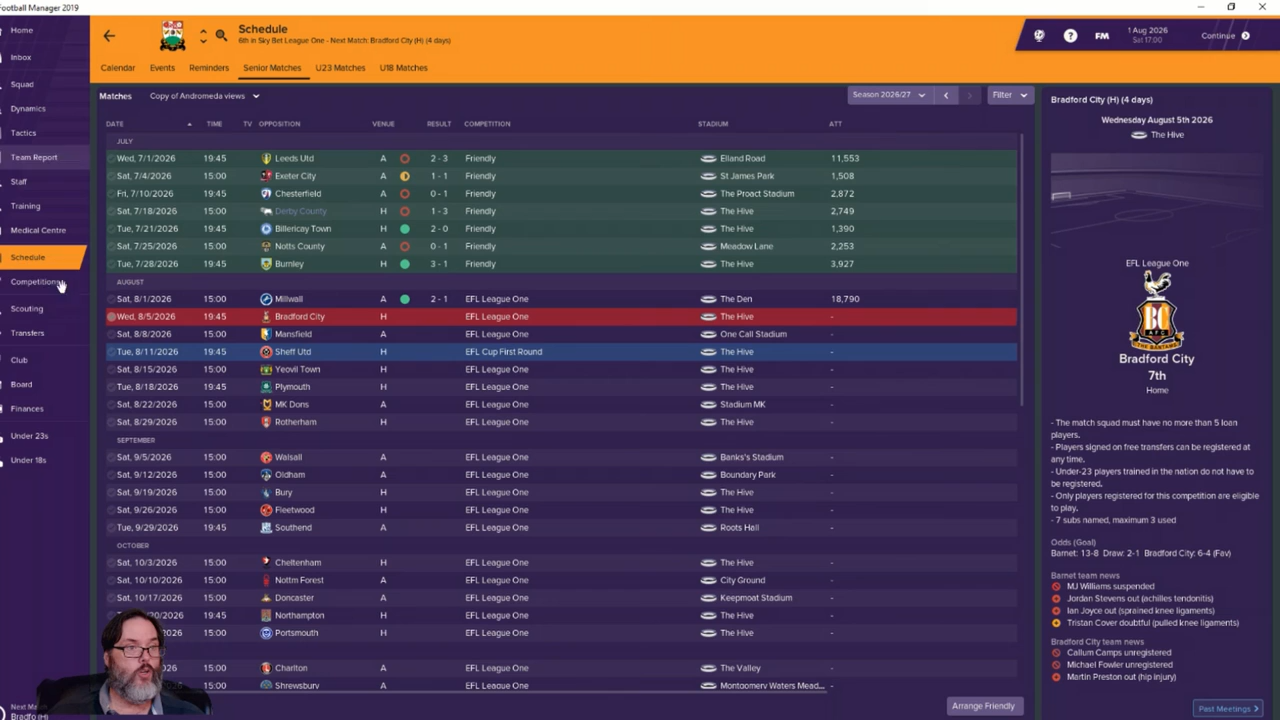 Football Manager 2019
Home
Inbox
Squad
Dynamics
Tactics
Team Report
Staff
Training
Medical Centre
Schedule
Competitions
Scouting
Transfers
Club
Board
Finances
Under 23s
Under 18s
Next Match
Bradfo (H)
Schedule
6th in Sky Bet League One - Next Match: Bradford City (H) (4 days)
FM
1 Aug 2026
Sat 17:00
Continue
Calendar Events Reminders Senior Matches U23 Matches U18 Matches
Matches Copy of Andromeda views Season 2026/27 Filter
DATE TIME TV OPPOSITION VENUE RESULT COMPETITION STADIUM ATT
JULY
Wed, 7/1/2026 19:45 Leeds Utd A 2 - 3 Friendly Elland Road 11,553
Sat, 7/4/2026 15:00 Exeter City A 1 - 1 Friendly St James Park 1,508
Fri, 7/10/2026 19:45 Chesterfield A 0 - 1 Friendly The Proact Stadium 2,872
Sat, 7/18/2026 15:00 Derby County H 1 - 3 Friendly The Hive 2,749
Tue, 7/21/2026 19:45 Billericay Town H 2 - 0 Friendly The Hive 1,390
Sat, 7/25/2026 15:00 Notts County A 0 - 1 Friendly Meadow Lane 2,253
Tue, 7/28/2026 19:45 Burnley H 3 - 1 Friendly The Hive 3,927
AUGUST
Sat, 8/1/2026 15:00 Millwall A 2 - 1 EFL League One The Den 18,790
Wed, 8/5/2026 19:45 Bradford City H EFL League One The Hive -
Sat, 8/8/2026 15:00 Mansfield A EFL League One One Call Stadium -
Tue, 8/11/2026 19:45 Sheff Utd H EFL Cup First Round The Hive -
Sat, 8/15/2026 15:00 Yeovil Town H EFL League One The Hive -
Tue, 8/18/2026 19:45 Plymouth H EFL League One The Hive -
Sat, 8/22/2026 15:00 MK Dons A EFL League One Stadium MK -
Sat, 8/29/2026 15:00 Rotherham H EFL League One The Hive -
SEPTEMBER
Sat, 9/5/2026 15:00 Walsall A EFL League One Banks's Stadium -
Sat, 9/12/2026 15:00 Oldham A EFL League One Boundary Park -
Sat, 9/19/2026 15:00 Bury H EFL League One The Hive -
Sat, 9/26/2026 15:00 Fleetwood H EFL League One The Hive -
Tue, 9/29/2026 19:45 Southend A EFL League One Roots Hall -
OCTOBER
Sat, 10/3/2026 15:00 Cheltenham H EFL League One The Hive -
Sat, 10/10/2026 15:00 Nottm Forest A EFL League One City Ground -
Sat, 10/17/2026 15:00 Doncaster A EFL League One Keepmoat Stadium -
20/2026 19:45 Northampton H EFL League One The Hive -
/2026 15:00 Portsmouth H EFL League One The Hive -
026 15:00 Charlton A EFL League One The Valley -
26 15:00 Shrewsbury A EFL League One Montgomery Waters Mead... -
Arrange Friendly
Bradford City (H) (4 days)
Wednesday August 5th 2026
The Hive
EFL League One
BC
AFC
THE BANTAMS
Bradford City
7th
Home
- The match squad must have no more than 5 loan
players.
- Players signed on free transfers can be registered at
any time.
- Under-23 players trained in the nation do not have to
be registered.
- Only players registered for this competition are eligible
to play.
- 7 subs named, maximum 3 used
Odds (Goal)
Barnet: 13-8 Draw: 2-1 Bradford City: 6-4 (Fav)
Barnet team news
MJ Williams suspended
Jordan Stevens out (achilles tendonitis)
Ian Joyce out (sprained knee ligaments)
Tristan Cover doubtful (pulled knee ligaments)
Bradford City team news
Callum Camps unregistered
Michael Fowler unregistered
Martin Preston out (hip injury)
Past Meetings >